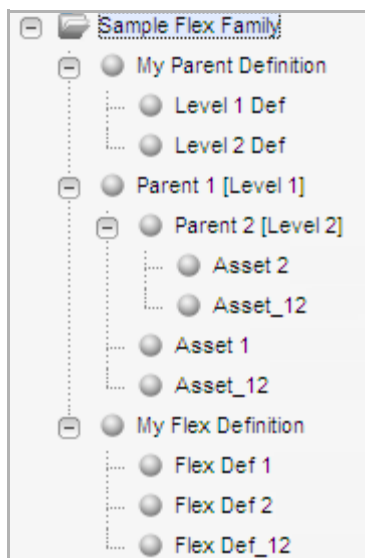 Sample Flex Family
My Parent Definition
Level 1 Def
Level 2 Def
Parent 1 [Level 1]
Parent 2 [Level 2]
Asset 2
Asset_12
Asset 1
Asset_12
My Flex Definition
Flex Def 1
Flex Def 2
Flex Def_12